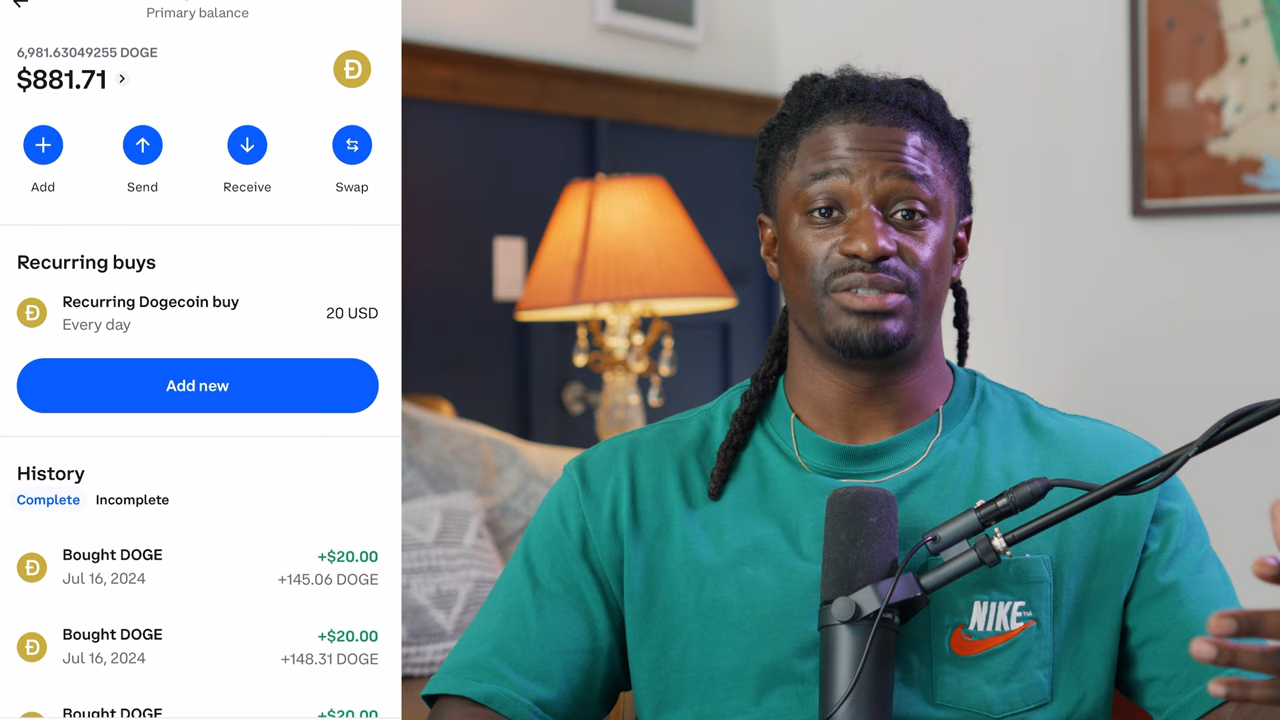 Primary balance
6,981.63049255 DOGE
$881.71
Add Send Receive Swap
Recurring buys
Recurring Dogecoin buy
Every day
20 USD
Add new
History
Complete Incomplete
Bought DOGE +$20.00
Jul 16, 2024 +145.06 DOGE
Bought DOGE +$20.00
Jul 16, 2024 +148.31 DOGE
Bought DOGE +$20.00
NIKE™